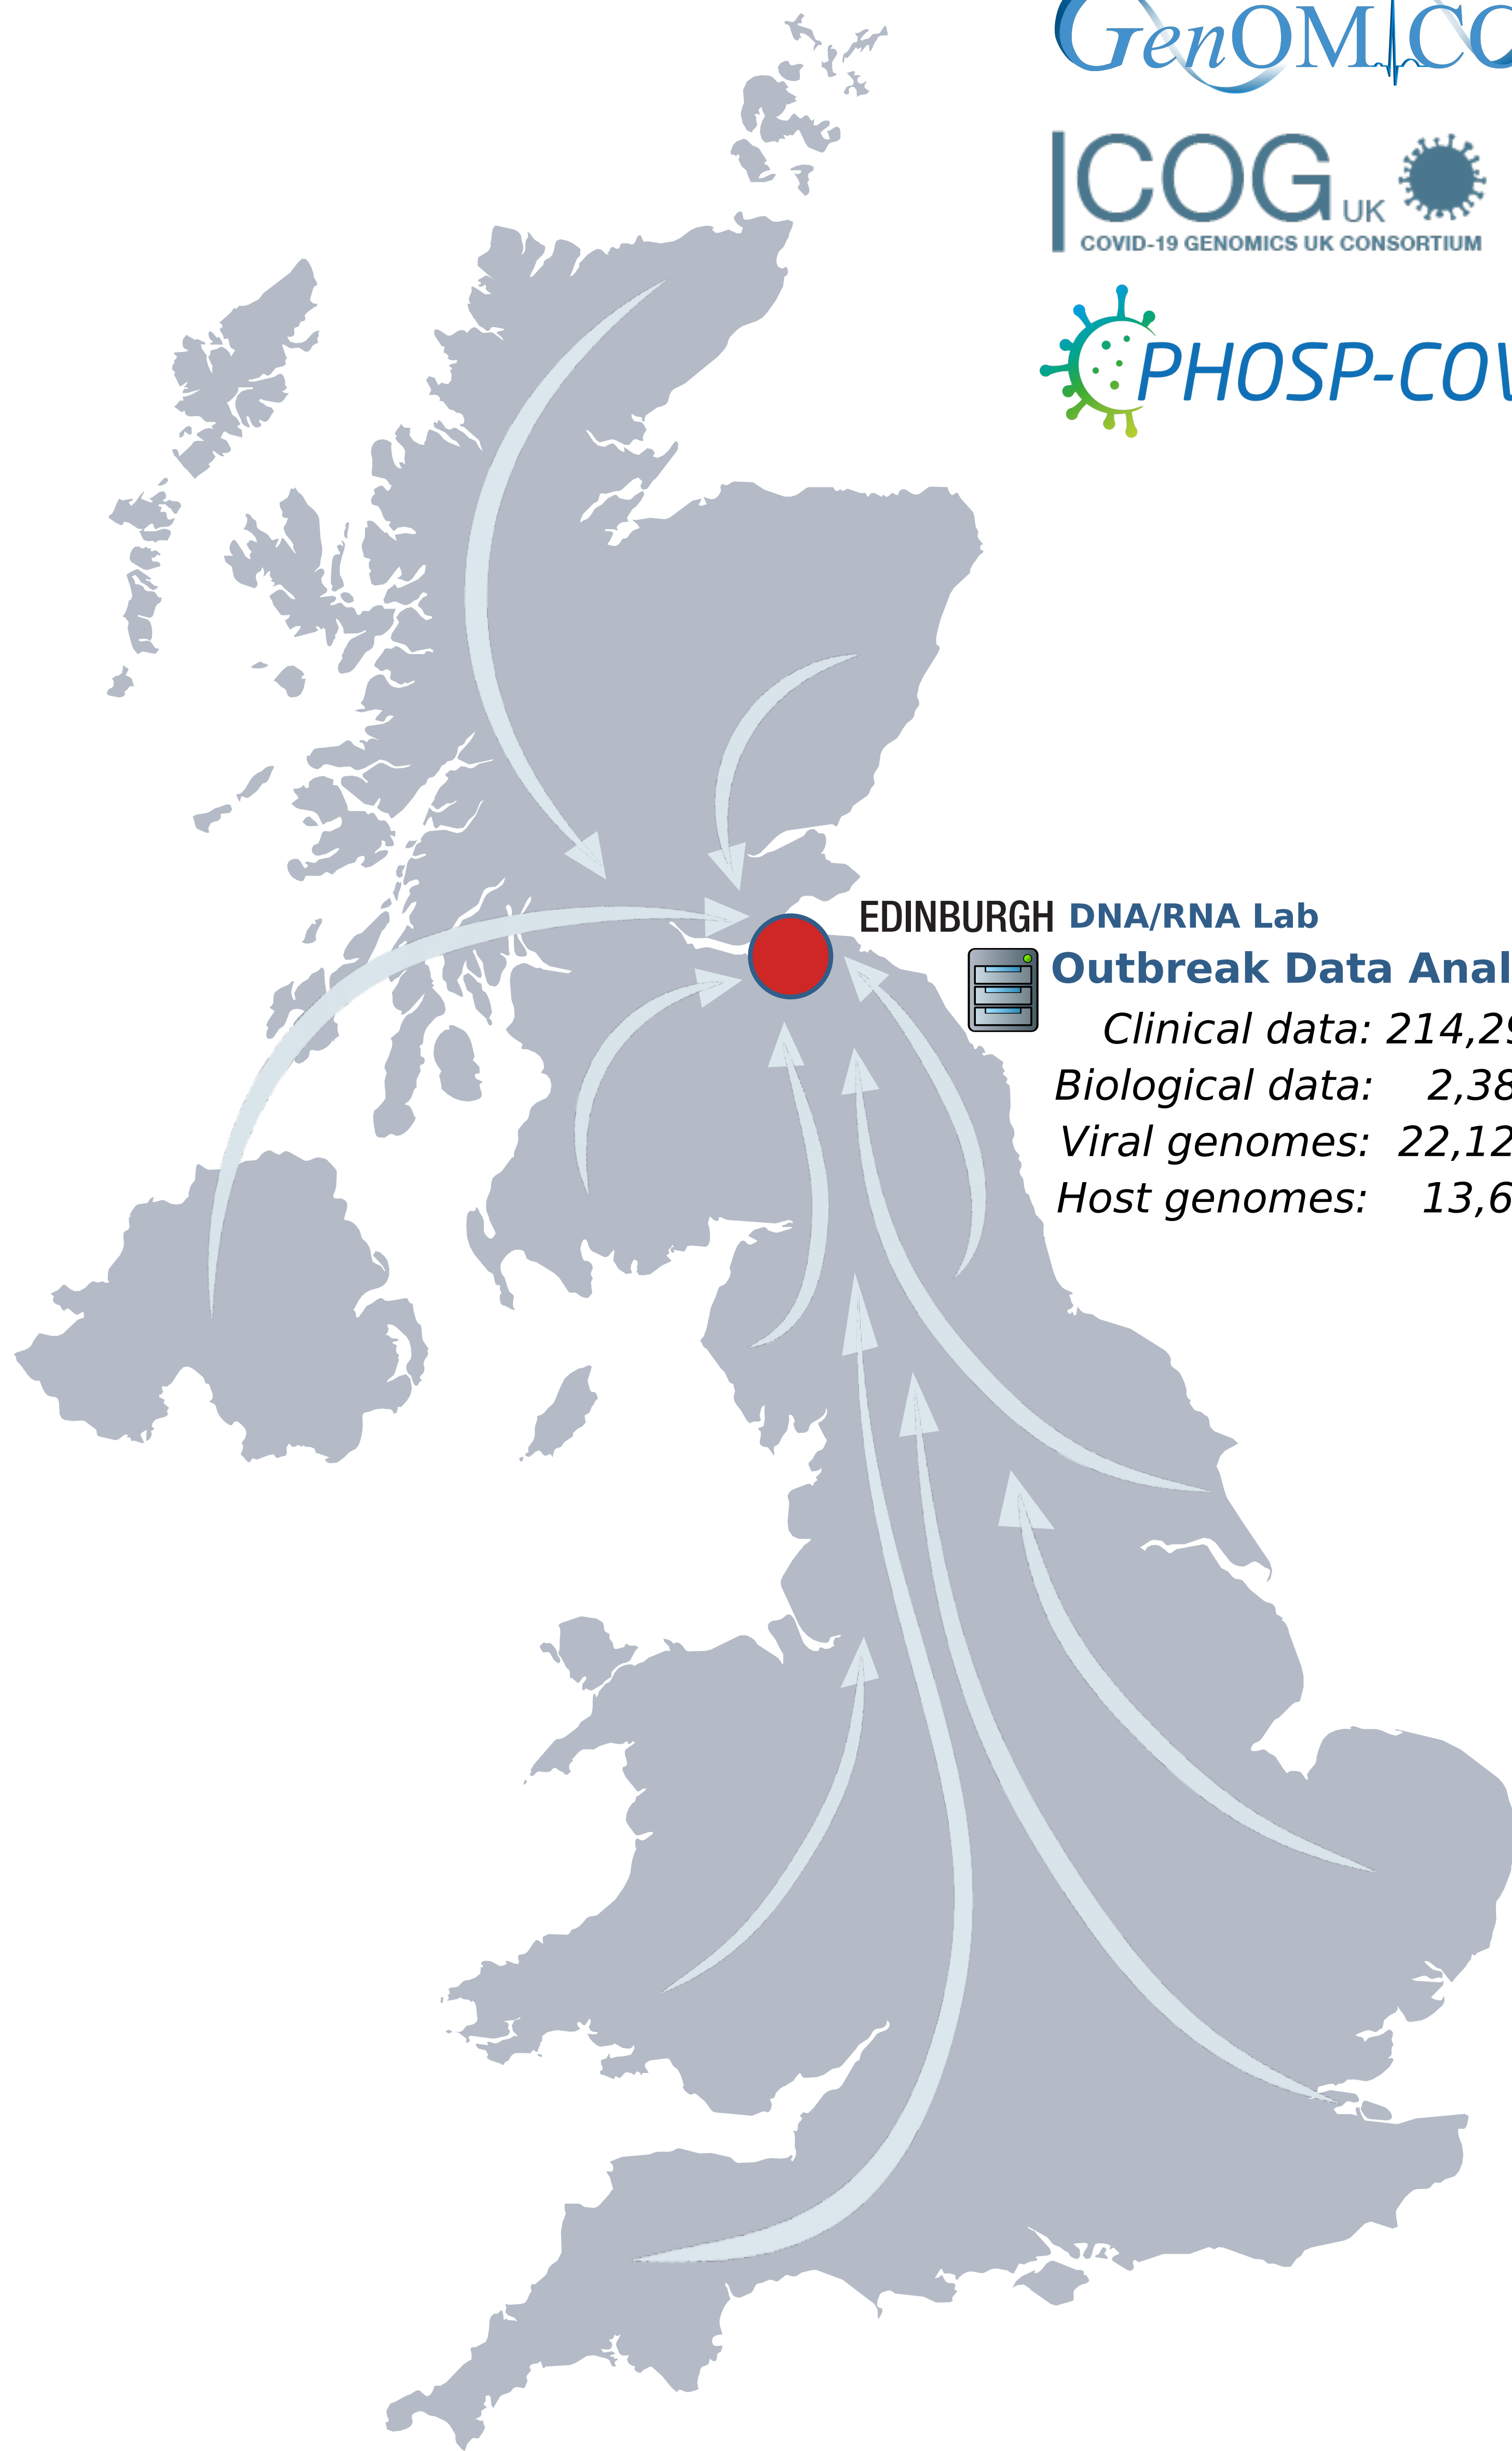 GenOMICC
COG UK
COVID-19 GENOMICS UK CONSORTIUM
PHOSP-COV
EDINBURGH DNA/RNA Lab
Outbreak Data Anal
Clinical data: 214,29
Biological data: 2,38
Viral genomes: 22,12
Host genomes: 13,6